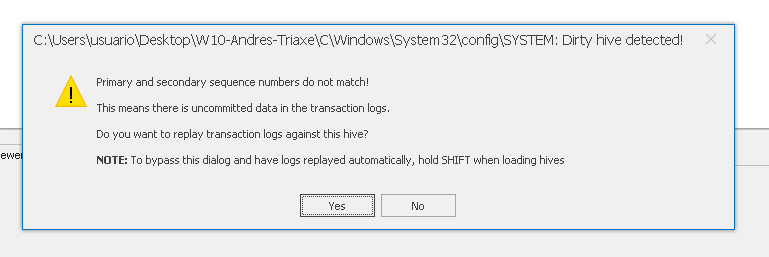 C:\Users\usuario\Desktop\W10-Andres-Triaxe\C\Windows\System32\config\SYSTEM: Dirty hive detected!
Primary and secondary sequence numbers do not match!
This means there is uncommitted data in the transaction logs.
Do you want to replay transaction logs against this hive?
ewer
NOTE: To bypass this dialog and have logs replayed automatically, hold SHIFT when loading hives
Yes
No